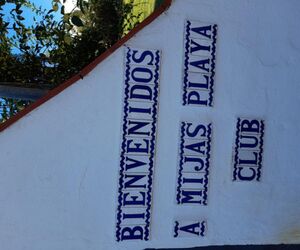 BIENVENIDOS
A MIJAS PLAYA
CLUB